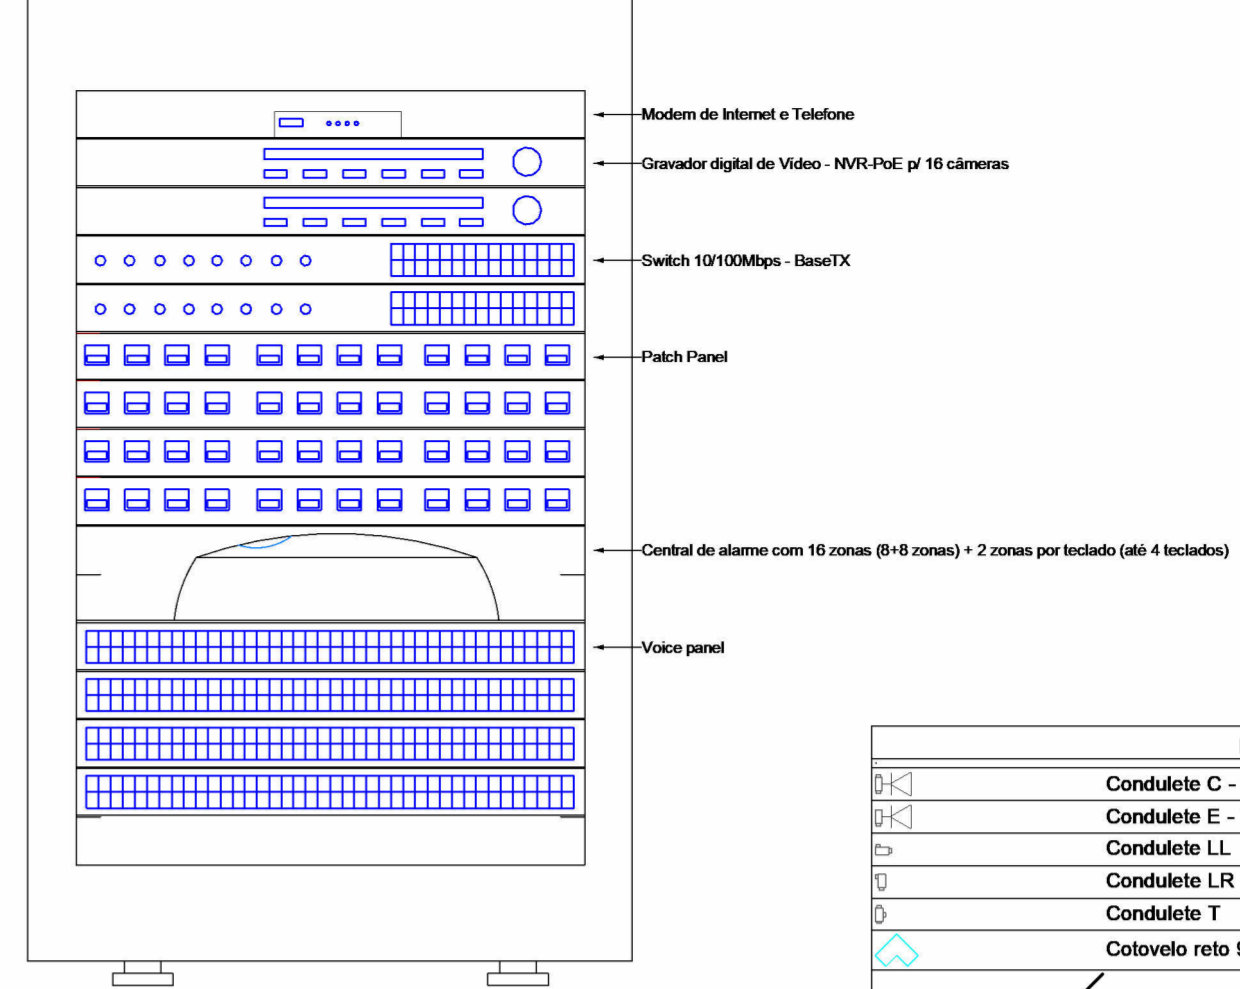 Modem de Internet e Telefone
Gravador digital de Vídeo - NVR-PoE p/ 16 câmeras
Switch 10/100Mbps - BaseTX
Patch Panel
Central de alarme com 16 zonas (8+8 zonas) + 2 zonas por teclado (até 4 teclados)
Voice panel
Condulete C -
Condulete E -
Condulete LL
Condulete LR
Condulete T
Cotovelo reto